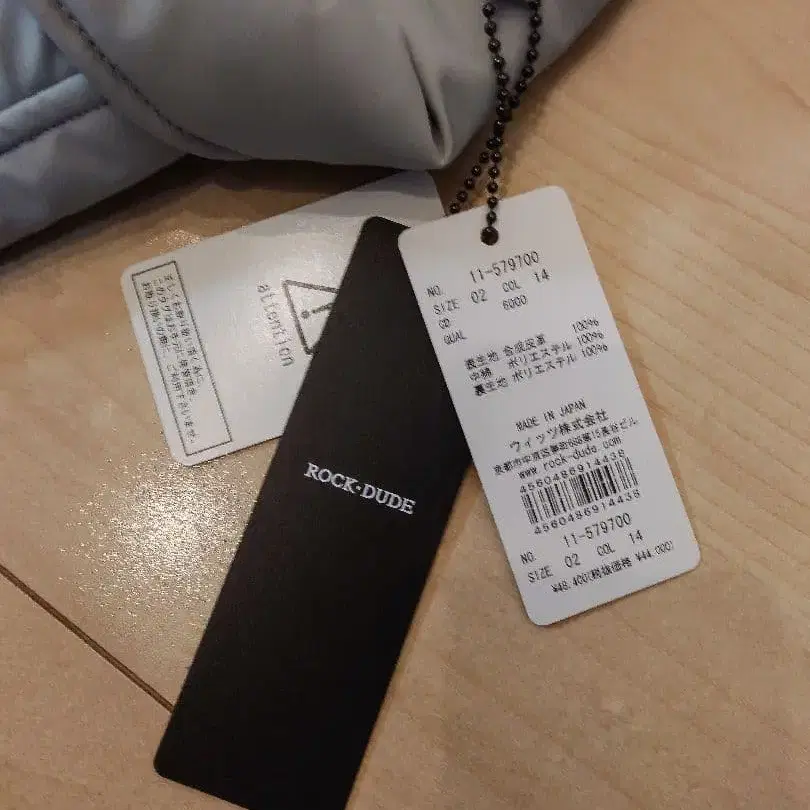 NO. 11-579700
SIZE 02 COL 14
CD. 6000
QUAL
表生地 合成皮革 100%
中綿 ポリエステル 100%
裏生地 ポリエステル 100%
MADE IN JAPAN
ウィッツ株式会社
www.rock-dude.com
4560486914438
4560486914438
NO. 11-579700
SIZE 02 COL 14
¥48,400(税抜価格 ¥44,000)
ROCK・DUDE
attention